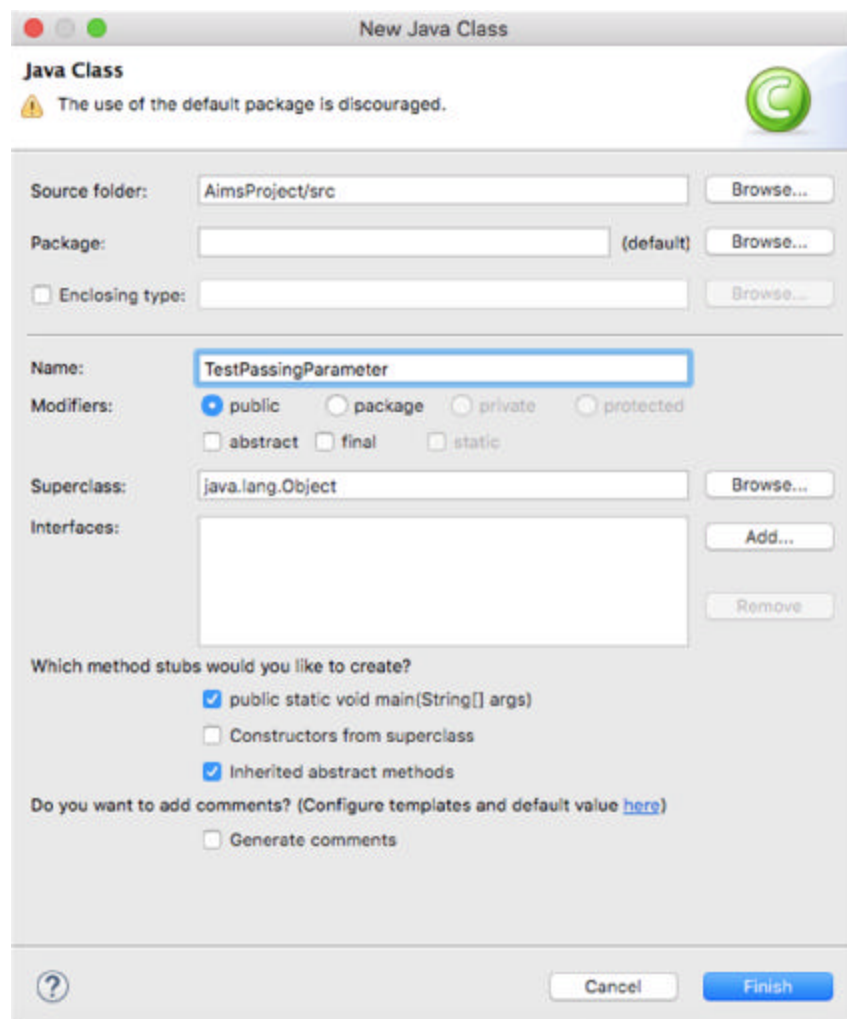 New Java Class
Java Class
The use of the default package is discouraged.
Source folder: AimsProject/src Browse...
Package: (default) Browse...
Enclosing type: Browse...
Name: TestPassingParameter
Modifiers: public package private protected
abstract final static
Superclass: java.lang.Object Browse...
Interfaces: Add...
Remove
Which method stubs would you like to create?
public static void main(String[] args)
Constructors from superclass
Inherited abstract methods
Do you want to add comments? (Configure templates and default value here)
Generate comments
? Cancel Finish